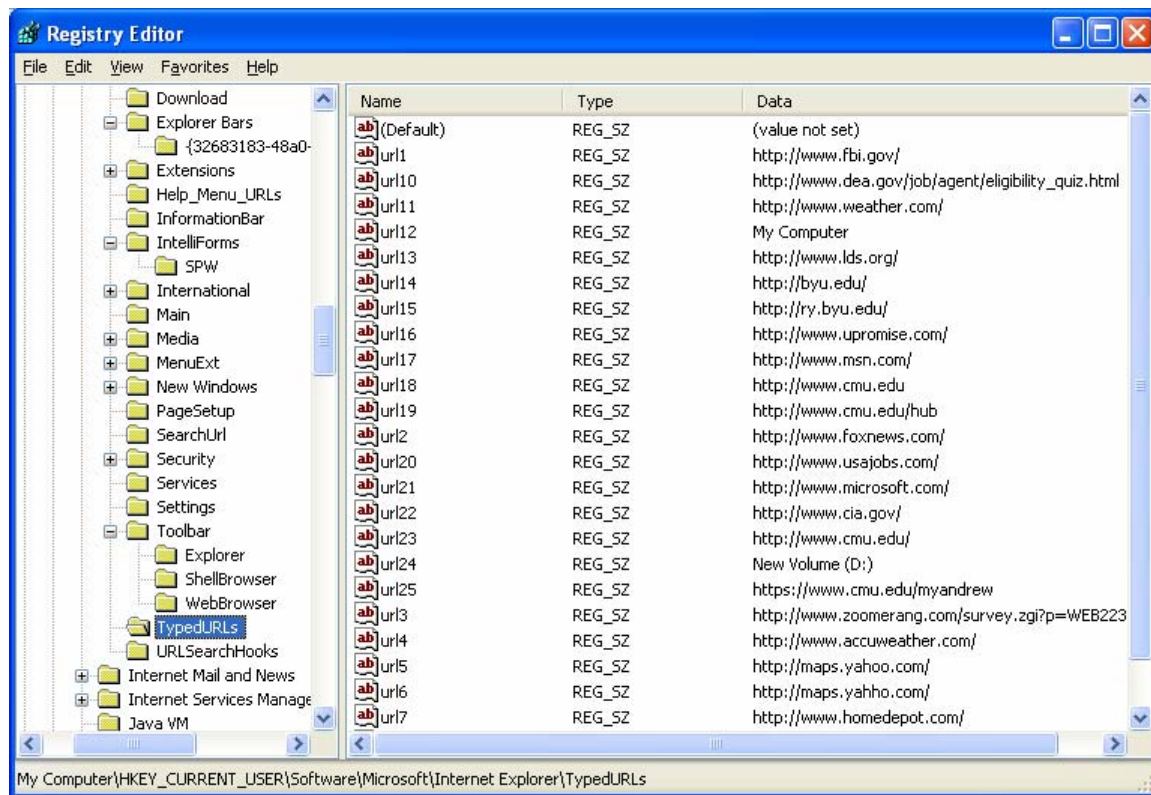 Registry Editor
File Edit View Favorites Help
Download
Explorer Bars
{32683183-48a0-
Extensions
Help_Menu_URLs
InformationBar
IntelliForms
SPW
International
Main
Media
MenuExt
New Windows
PageSetup
SearchUrl
Security
Services
Settings
Toolbar
Explorer
ShellBrowser
WebBrowser
TypedURLs
URLSearchHooks
Internet Mail and News
Internet Services Manage
Java VM
Name Type Data
(Default) REG_SZ (value not set)
url1 REG_SZ http://www.fbi.gov/
url10 REG_SZ http://www.dea.gov/job/agent/eligibility_quiz.html
url11 REG_SZ http://www.weather.com/
url12 REG_SZ My Computer
url13 REG_SZ http://www.lds.org/
url14 REG_SZ http://byu.edu/
url15 REG_SZ http://ry.byu.edu/
url16 REG_SZ http://www.upromise.com/
url17 REG_SZ http://www.msn.com/
url18 REG_SZ http://www.cmu.edu
url19 REG_SZ http://www.cmu.edu/hub
url2 REG_SZ http://www.foxnews.com/
url20 REG_SZ http://www.usajobs.com/
url21 REG_SZ http://www.microsoft.com/
url22 REG_SZ http://www.cia.gov/
url23 REG_SZ http://www.cmu.edu/
url24 REG_SZ New Volume (D:)
url25 REG_SZ https://www.cmu.edu/myandrew
url3 REG_SZ http://www.zoomerang.com/survey.zgi?p=WEB223
url4 REG_SZ http://www.accuweather.com/
url5 REG_SZ http://maps.yahoo.com/
url6 REG_SZ http://maps.yahho.com/
url7 REG_SZ http://www.homedepot.com/
My Computer\HKEY_CURRENT_USER\Software\Microsoft\Internet Explorer\TypedURLs